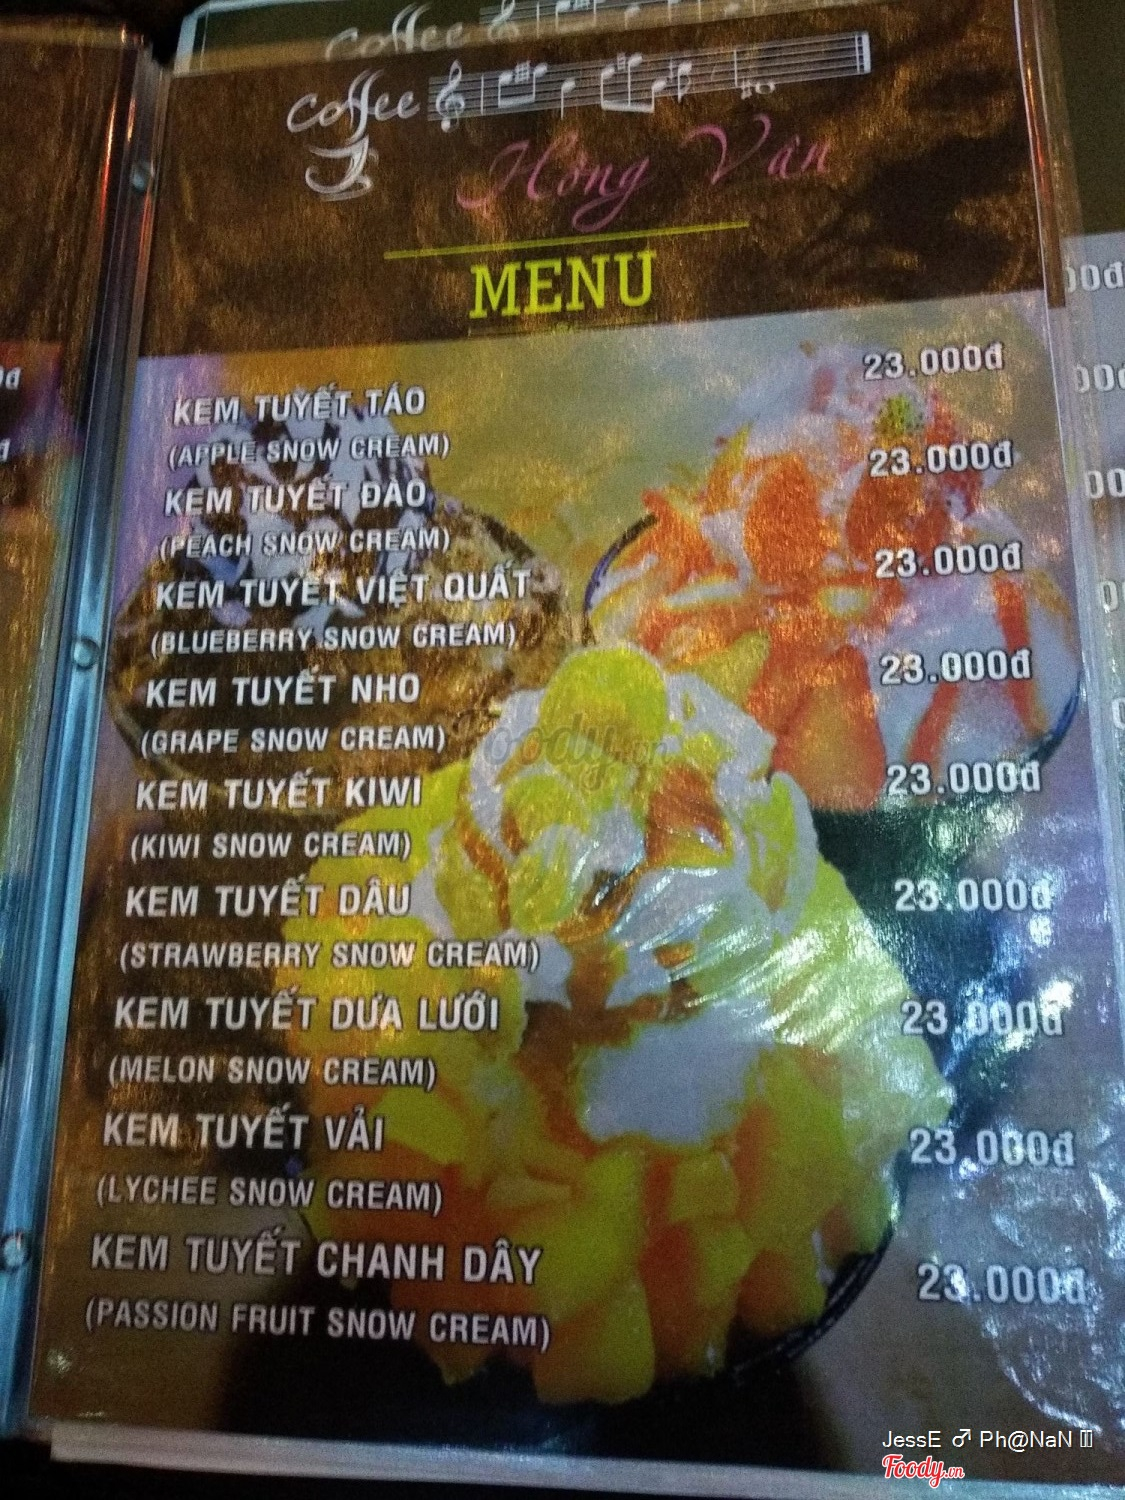 coffee
coffee
Hồng Vân
MENU
KEM TUYẾT TÁO 23.000đ
(APPLE SNOW CREAM)
KEM TUYẾT ĐÀO 23.000đ
(PEACH SNOW CREAM)
KEM TUYẾT VIỆT QUẤT 23.000đ
(BLUEBERRY SNOW CREAM)
KEM TUYẾT NHO 23.000đ
(GRAPE SNOW CREAM)
KEM TUYẾT KIWI 23.000đ
(KIWI SNOW CREAM)
KEM TUYẾT DÂU 23.000đ
(STRAWBERRY SNOW CREAM)
KEM TUYẾT DƯA LƯỚI 23.000đ
(MELON SNOW CREAM)
KEM TUYẾT VẢI 23.000đ
(LYCHEE SNOW CREAM)
KEM TUYẾT CHANH DÂY 23.000đ
(PASSION FRUIT SNOW CREAM)
foody.vn
JessE ♂ Ph@NaN
Foody.vn